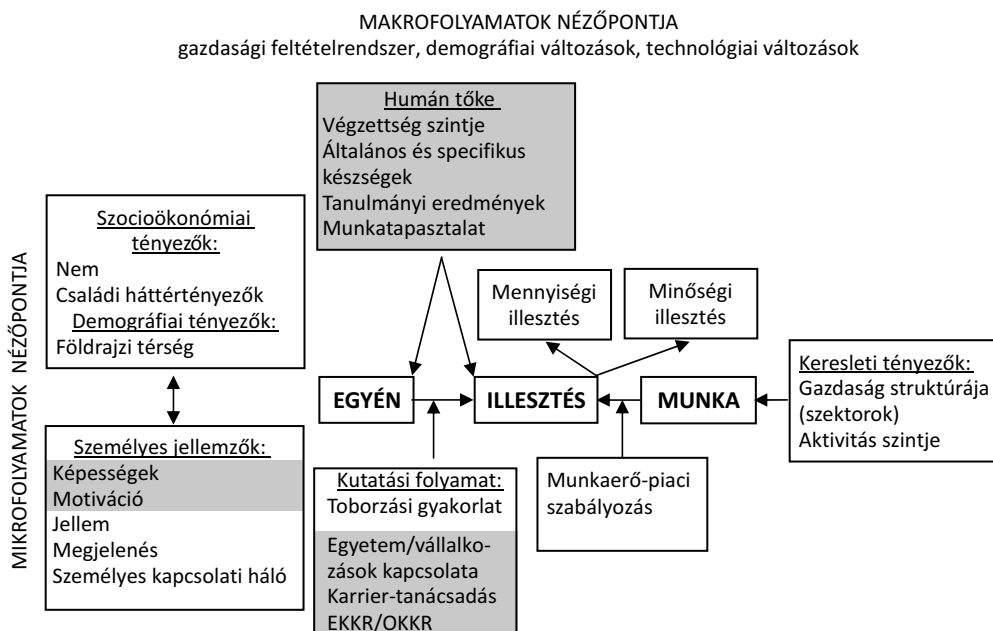 MAKROFOLYAMATOK NÉZŐPONTJA
gazdasági feltételrendszer, demográfiai változások, technológiai változások
MIKROFOLYAMATOK NÉZŐPONTJA
Humán tőke
Végzettség szintje
Általános és specifikus
készségek
Tanulmányi eredmények
Munkatapasztalat
Szocioökonómiai
tényezők:
Nem
Családi háttértényezők
Demográfiai tényezők:
Földrajzi térség
Mennyiségi
illesztés
Minőségi
illesztés
EGYÉN
ILLESZTÉS
MUNKA
Keresleti tényezők:
Gazdaság struktúrája
(szektorok)
Aktivitás szintje
Személyes jellemzők:
Képességek
Motiváció
Jellem
Megjelenés
Személyes kapcsolati háló
Kutatási folyamat:
Toborzási gyakorlat
Egyetem/vállalko-
zások kapcsolata
Karrier-tanácsadás
EKKR/OKKR
Munkaerő-piaci
szabályozás